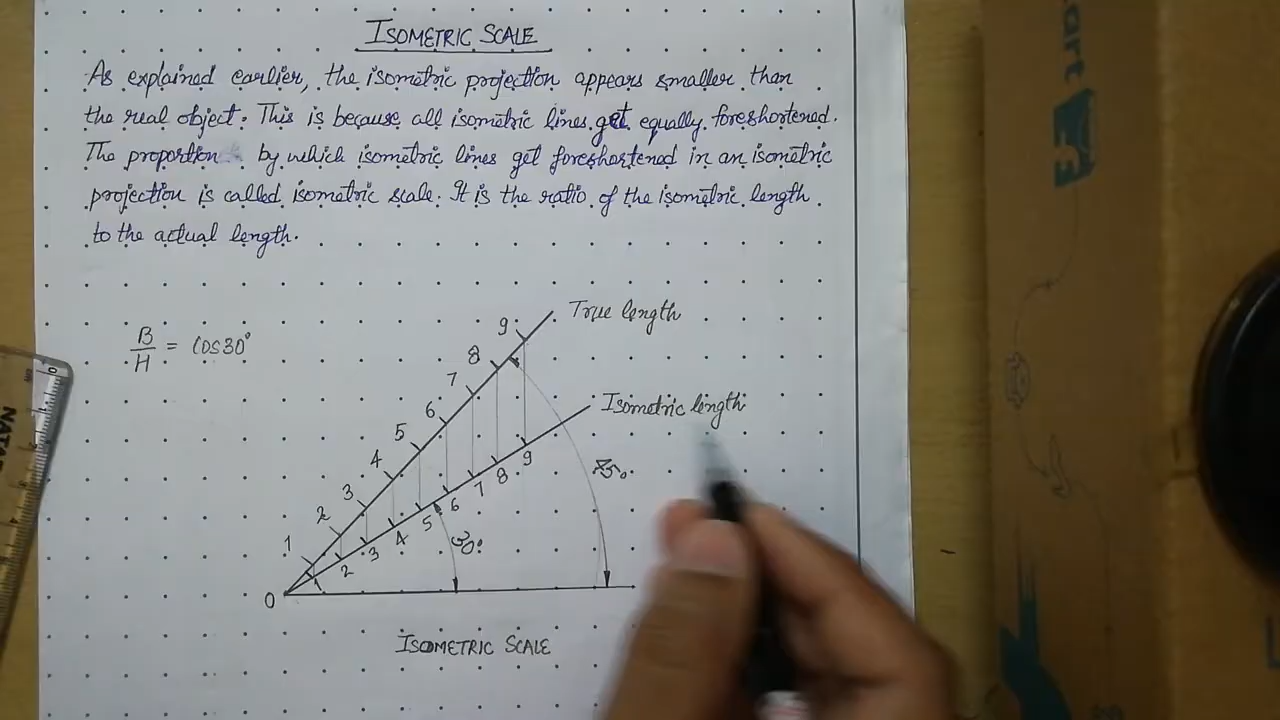 ISOMETRIC SCALE
As explained earlier, the isometric projection appears smaller than
the real object. This is because all isometric lines get equally foreshortened.
The proportion by which isometric lines get foreshortened in an isometric
projection is called isometric scale. It is the ratio of the isometric length
to the actual length.
B/H = Cos30°
True length
Isometric length
9
8
7
6
5
4
3
2
1
0
2
3
4
5
6
7
8
9
30°
45°
ISOMETRIC SCALE
art